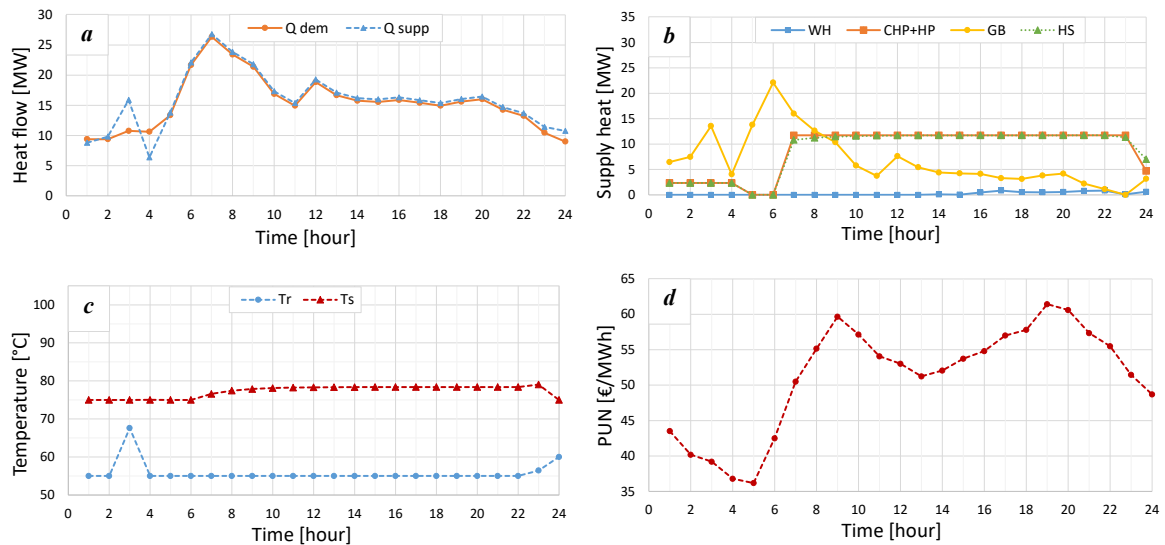 a
Q dem
Q supp
Heat flow [MW]
30
25
20
15
10
5
0
0 2 4 6 8 10 12 14 16 18 20 22 24
Time [hour]
b
WH
CHP+HP
GB
HS
Supply heat [MW]
35
30
25
20
15
10
5
0
0 2 4 6 8 10 12 14 16 18 20 22 24
Time [hour]
c
Tr
Ts
Temperature [°C]
100
90
80
70
60
50
0 2 4 6 8 10 12 14 16 18 20 22 24
Time [hour]
d
PUN [€/MWh]
65
60
55
50
45
40
35
0 2 4 6 8 10 12 14 16 18 20 22 24
Time [hour]